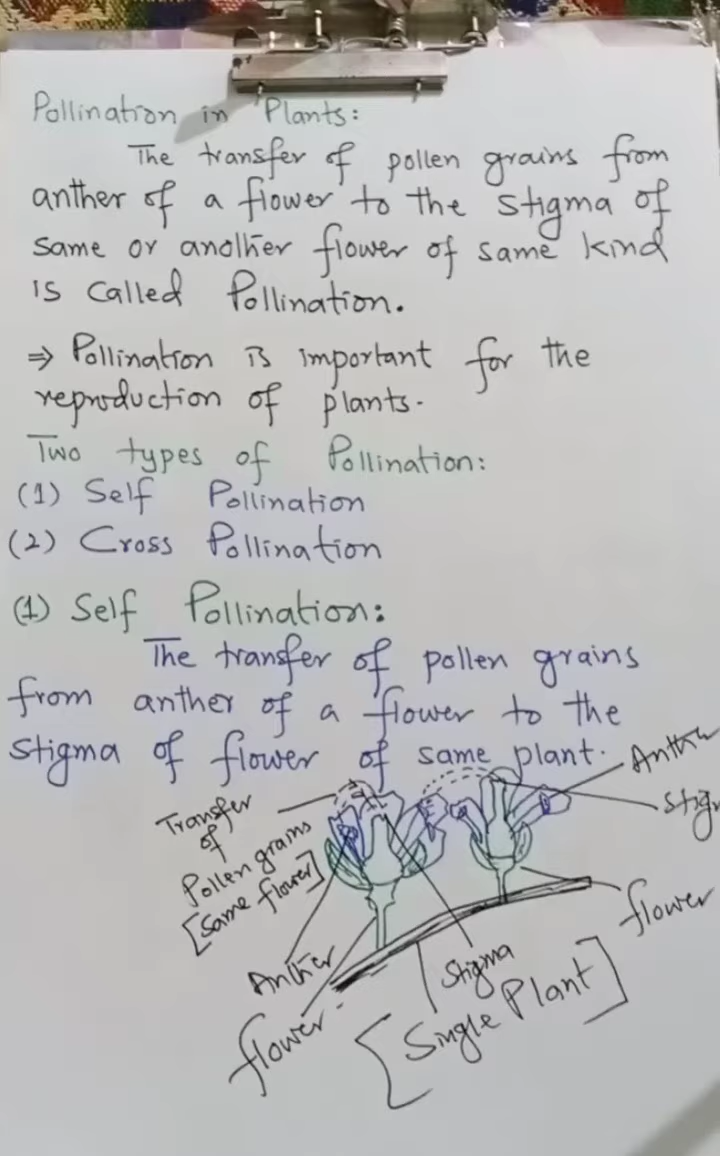 Pollination in Plants:
The transfer of pollen grains from
anther of a flower to the stigma of
same or another flower of same kind
is called Pollination.
⇒ Pollination is important for the
reproduction of plants.
Two types of Pollination:
(1) Self Pollination
(2) Cross Pollination
(1) Self Pollination:
The transfer of pollen grains
from anther of a flower to the
stigma of flower of same plant.
Transfer
of
Pollen grains
[Same flower]
Anther
flower
Stigma
[Single Plant]
flower